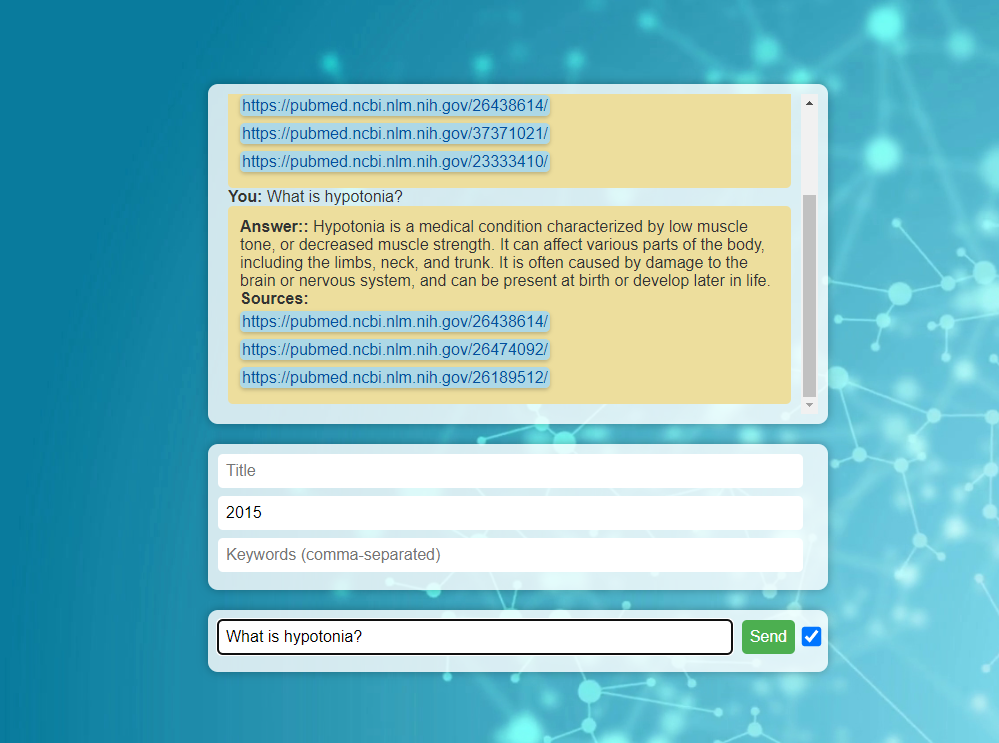 https://pubmed.ncbi.nlm.nih.gov/26438614/
https://pubmed.ncbi.nlm.nih.gov/37371021/
https://pubmed.ncbi.nlm.nih.gov/23333410/
You: What is hypotonia?
Answer:: Hypotonia is a medical condition characterized by low muscle
tone, or decreased muscle strength. It can affect various parts of the body,
including the limbs, neck, and trunk. It is often caused by damage to the
brain or nervous system, and can be present at birth or develop later in life.
Sources:
https://pubmed.ncbi.nlm.nih.gov/26438614/
https://pubmed.ncbi.nlm.nih.gov/26474092/
https://pubmed.ncbi.nlm.nih.gov/26189512/
Title
2015
Keywords (comma-separated)
What is hypotonia? Send